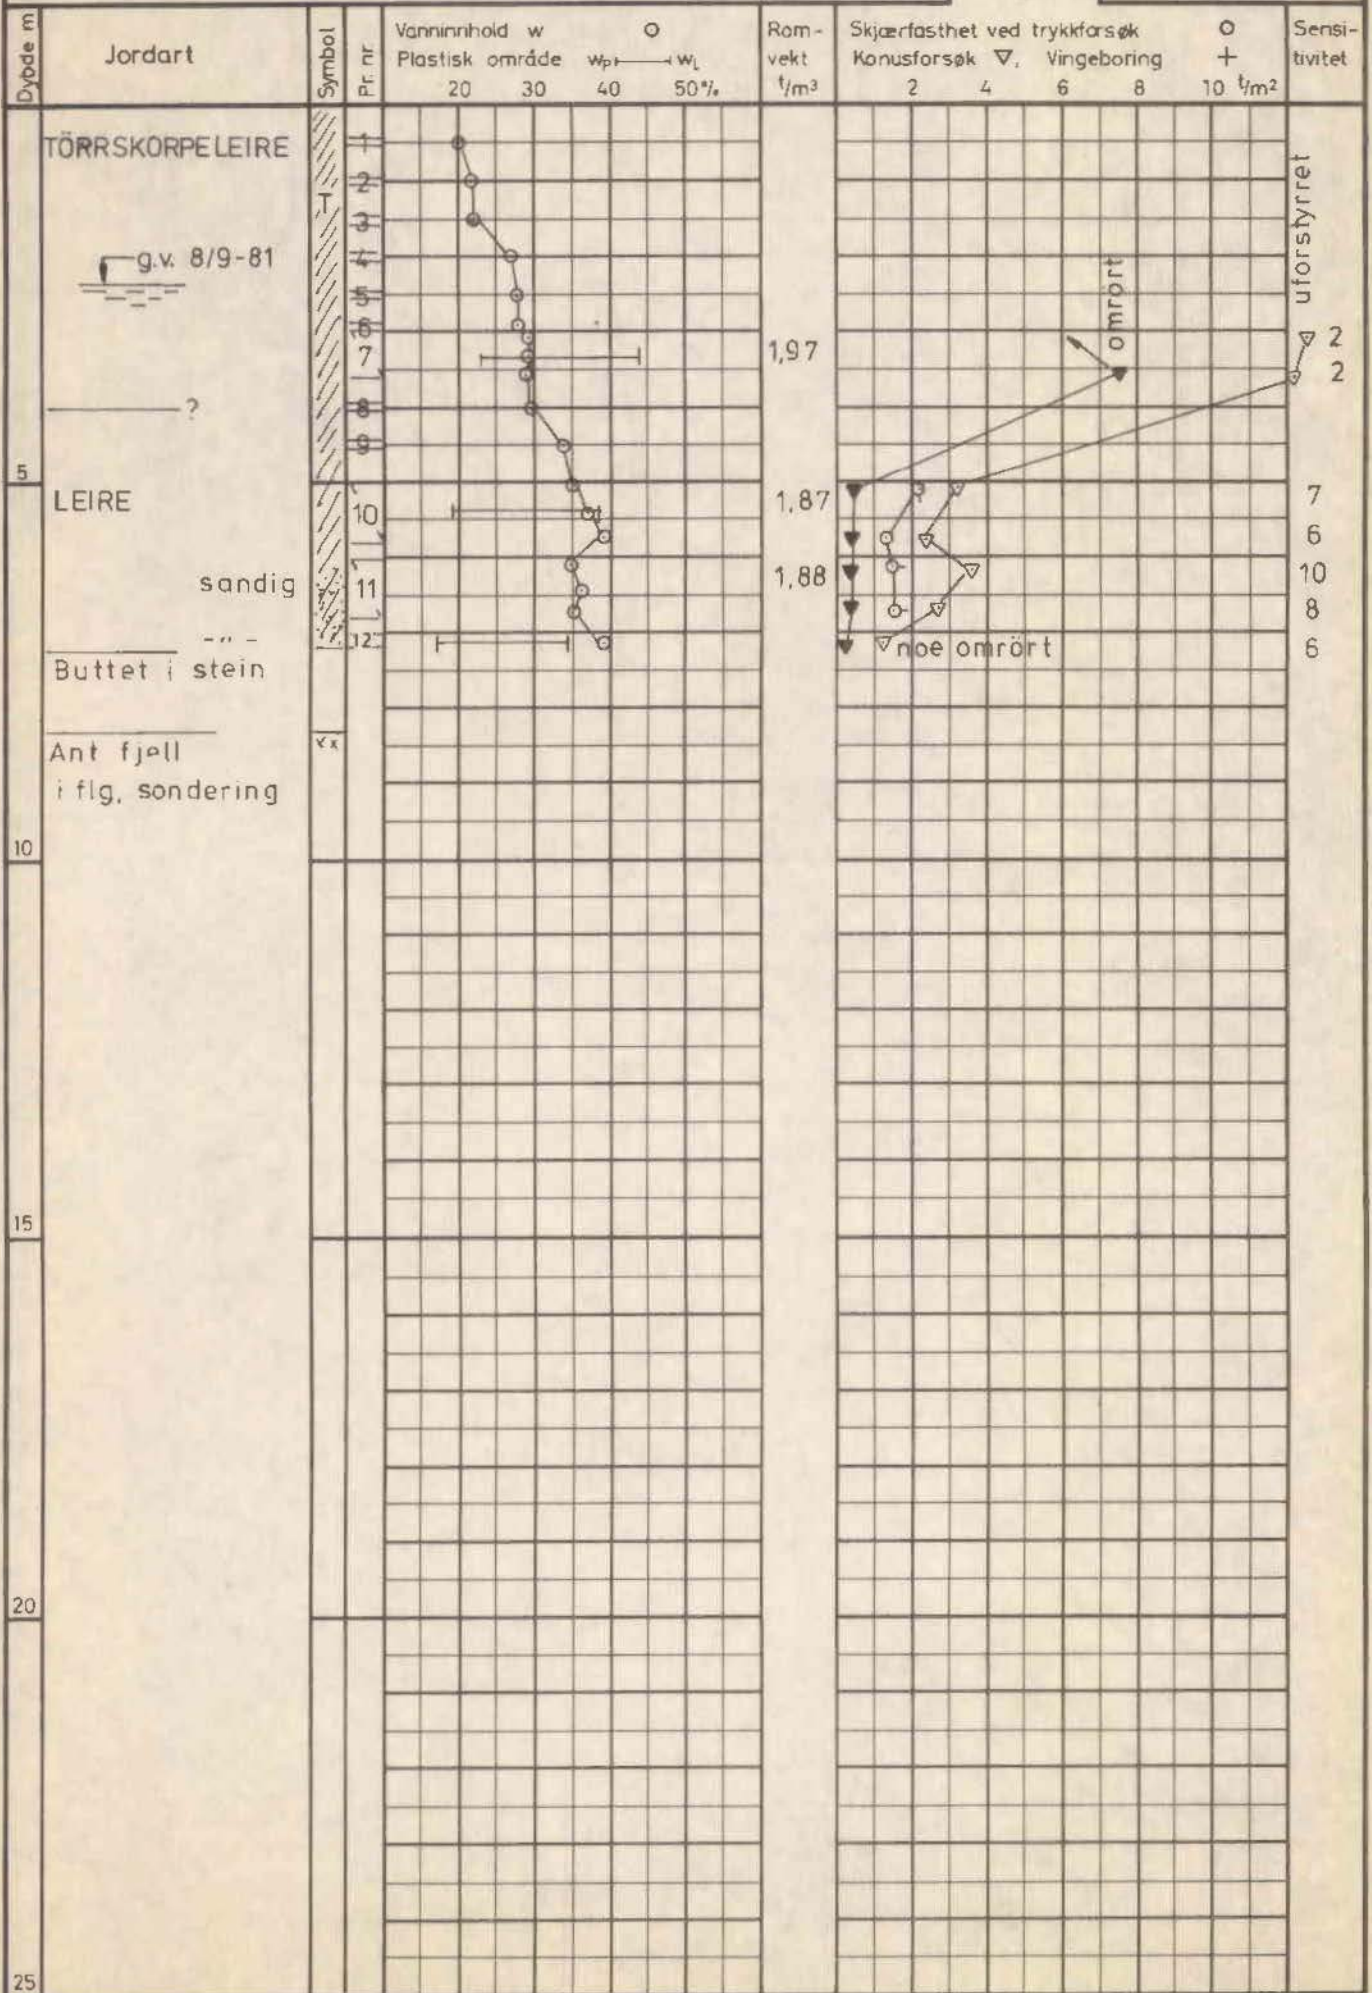 Dybde m
Jordart
Symbol
Pr. nr
Vanninnhold w
Plastisk område wp wL
20 30 40 50%
Rom-
vekt
t/m³
Skjærfasthet ved trykkforsøk
Konusforsøk ▽, Vingeboring +
2 4 6 8 10 t/m²
Sensi-
tivitet
TÖRRSKORPELEIRE
1
2
T
3
uforstyrret
g.v. 8/9-81
4
5
omrört
6
2
7
1,97
2
?
8
9
5
LEIRE
10
1,87
7
6
sandig
11
1,88
10
8
-"-
12
noe omrört
6
Buttet i stein
Ant fjell
xx
i flg, sondering
10
15
20
25